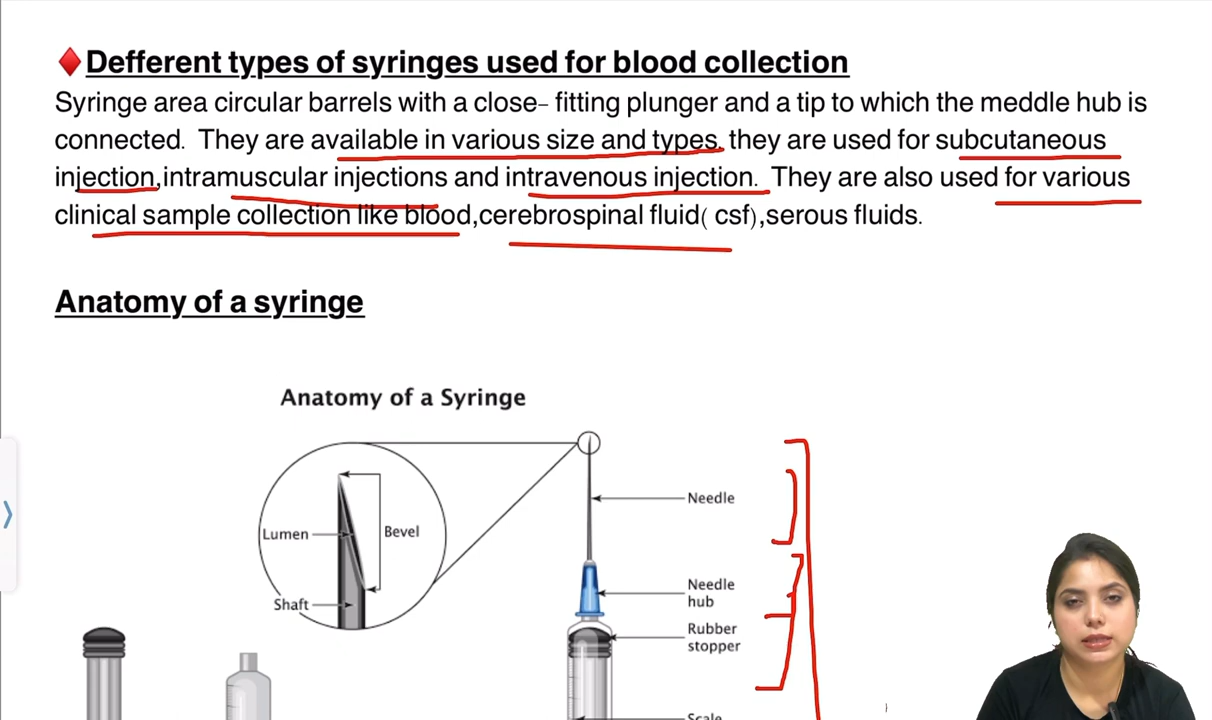 Defferent types of syringes used for blood collection
Syringe area circular barrels with a close– fitting plunger and a tip to which the meddle hub is
connected. They are available in various size and types, they are used for subcutaneous
injection,intramuscular injections and intravenous injection. They are also used for various
clinical sample collection like blood,cerebrospinal fluid( csf),serous fluids.
Anatomy of a syringe
Anatomy of a Syringe
Needle
Lumen
Bevel
Needle
hub
Shaft
Rubber
stopper
Scale